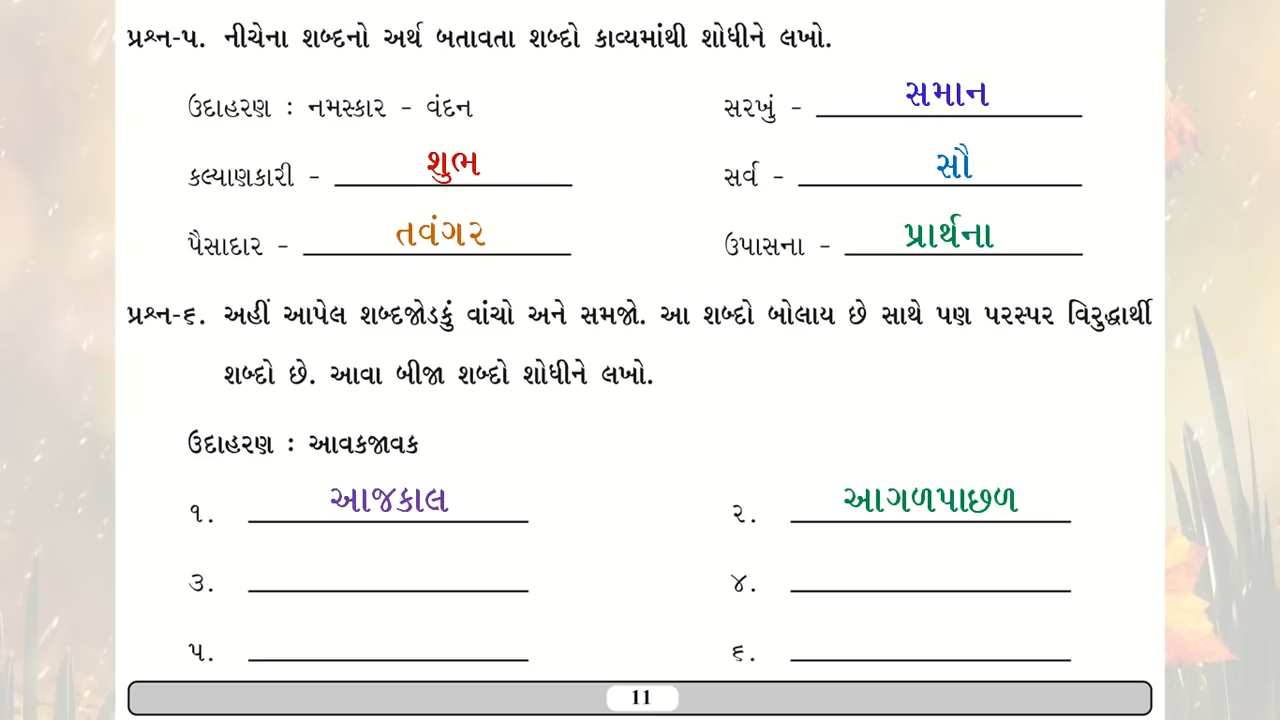 પ્રશ્ન-૫. નીચેના શબ્દનો અર્થ બતાવતા શબ્દો કાવ્યમાંથી શોધીને લખો.
ઉદાહરણ : નમસ્કાર - વંદન સરખું - સમાન
કલ્યાણકારી - શુભ સર્વ - સૌ
પૈસાદાર - તવંગર ઉપાસના - પ્રાર્થના
પ્રશ્ન-૬. અહીં આપેલ શબ્દજોડકું વાંચો અને સમજો. આ શબ્દો બોલાય છે સાથે પણ પરસ્પર વિરુદ્ધાર્થી
શબ્દો છે. આવા બીજા શબ્દો શોધીને લખો.
ઉદાહરણ : આવકજાવક
૧. આજકાલ ૨. આગળપાછળ
૩. ૪.
૫. ૬.
11